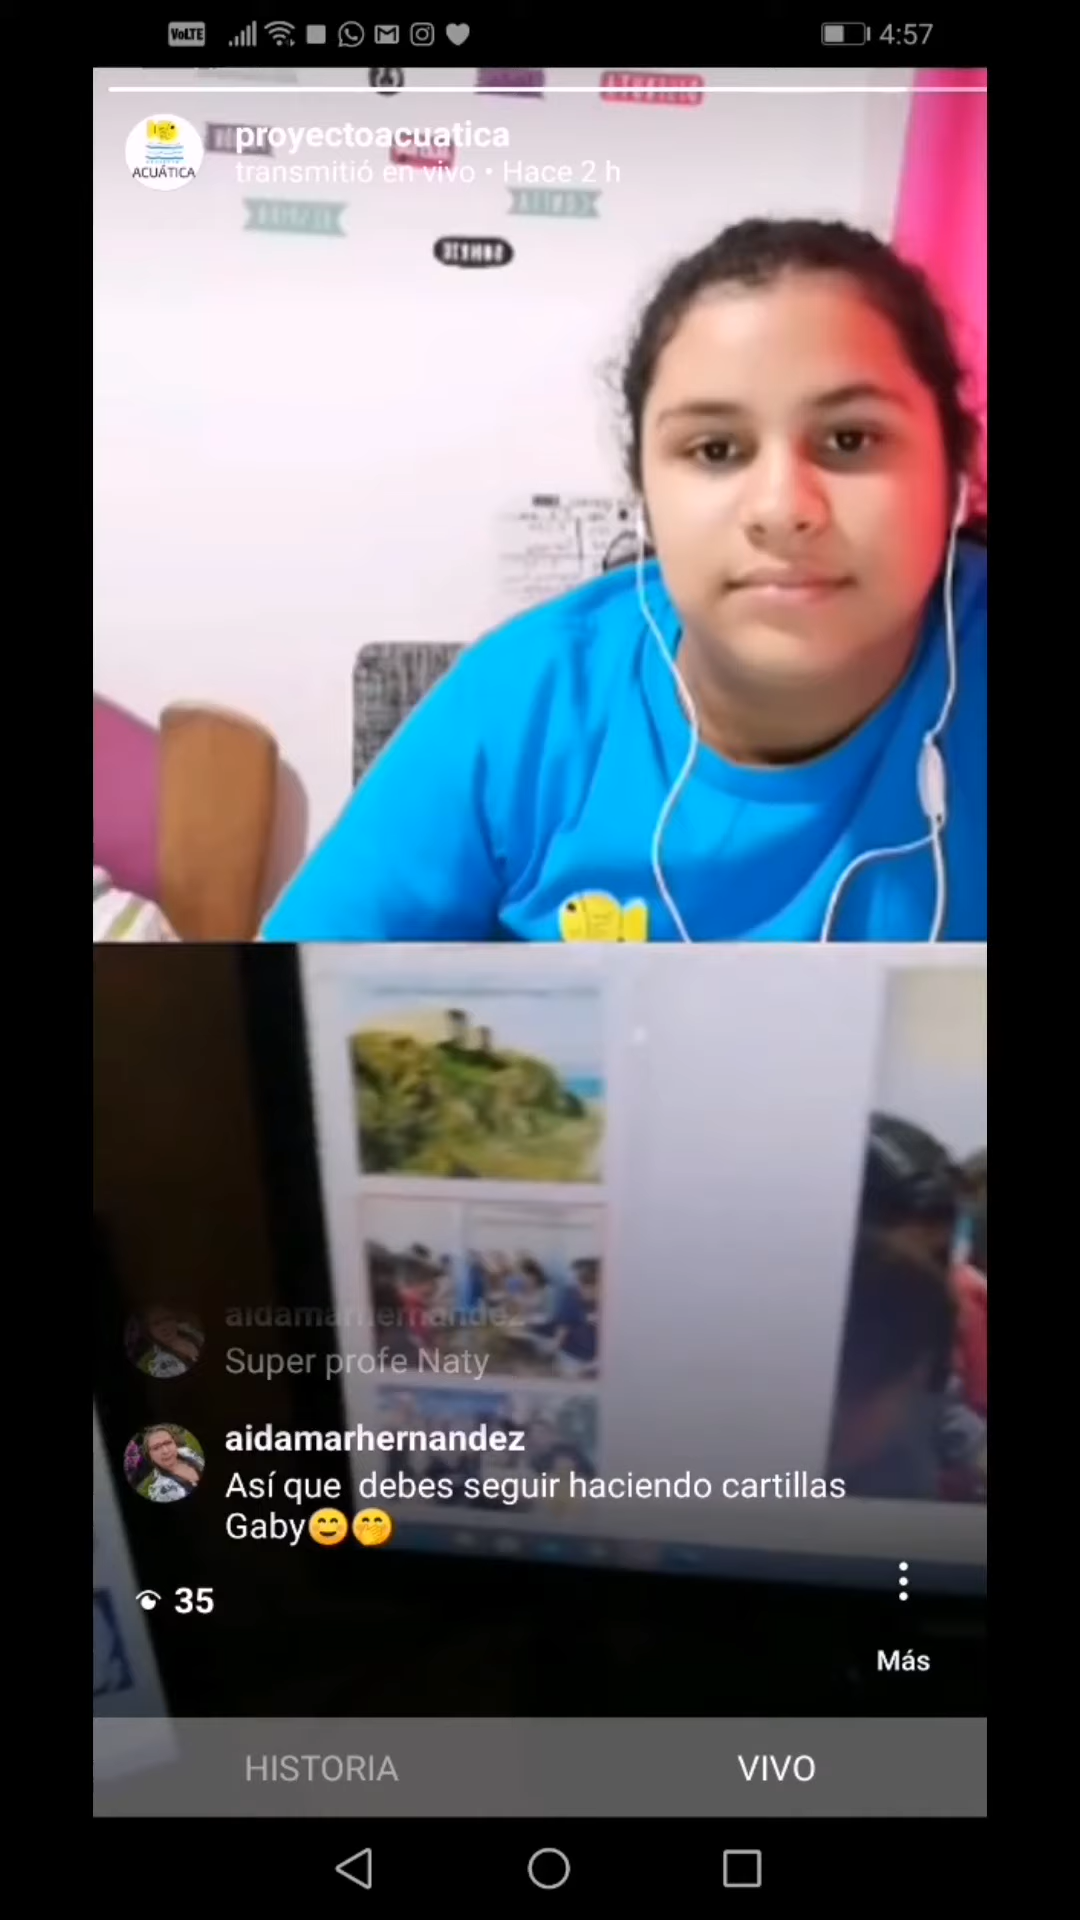 VoLTE
4:57
proyectoacuatica
transmitió en vivo • Hace 2 h
ACUÁTICA
aidamarhernandez
Super profe Naty
aidamarhernandez
Así que debes seguir haciendo cartillas
Gaby😊🤭
35
Más
HISTORIA
VIVO